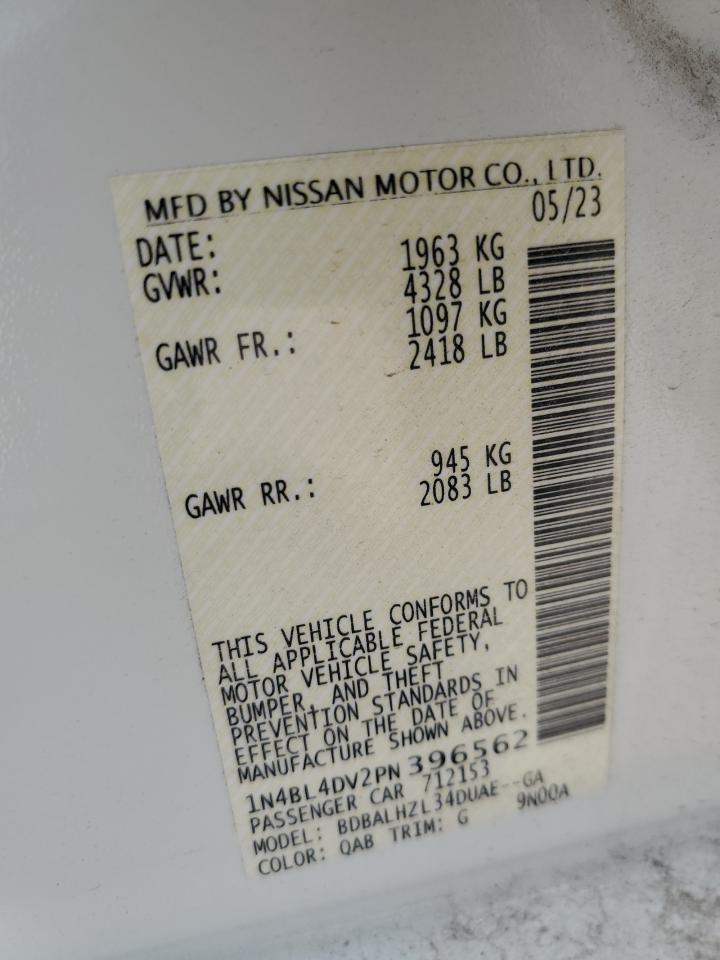 MFD BY NISSAN MOTOR CO., LTD.
DATE: 05/23
GVWR: 1963 KG
4328 LB
GAWR FR.: 1097 KG
2418 LB
GAWR RR.: 945 KG
2083 LB
THIS VEHICLE CONFORMS TO
ALL APPLICABLE FEDERAL
MOTOR VEHICLE SAFETY,
BUMPER, AND THEFT
PREVENTION STANDARDS IN
EFFECT ON THE DATE OF
MANUFACTURE SHOWN ABOVE.
1N4BL4DV2PN 396562
PASSENGER CAR 712153
MODEL: BDBALHZL34DUAE--GA
COLOR: QAB TRIM: G 9N00A